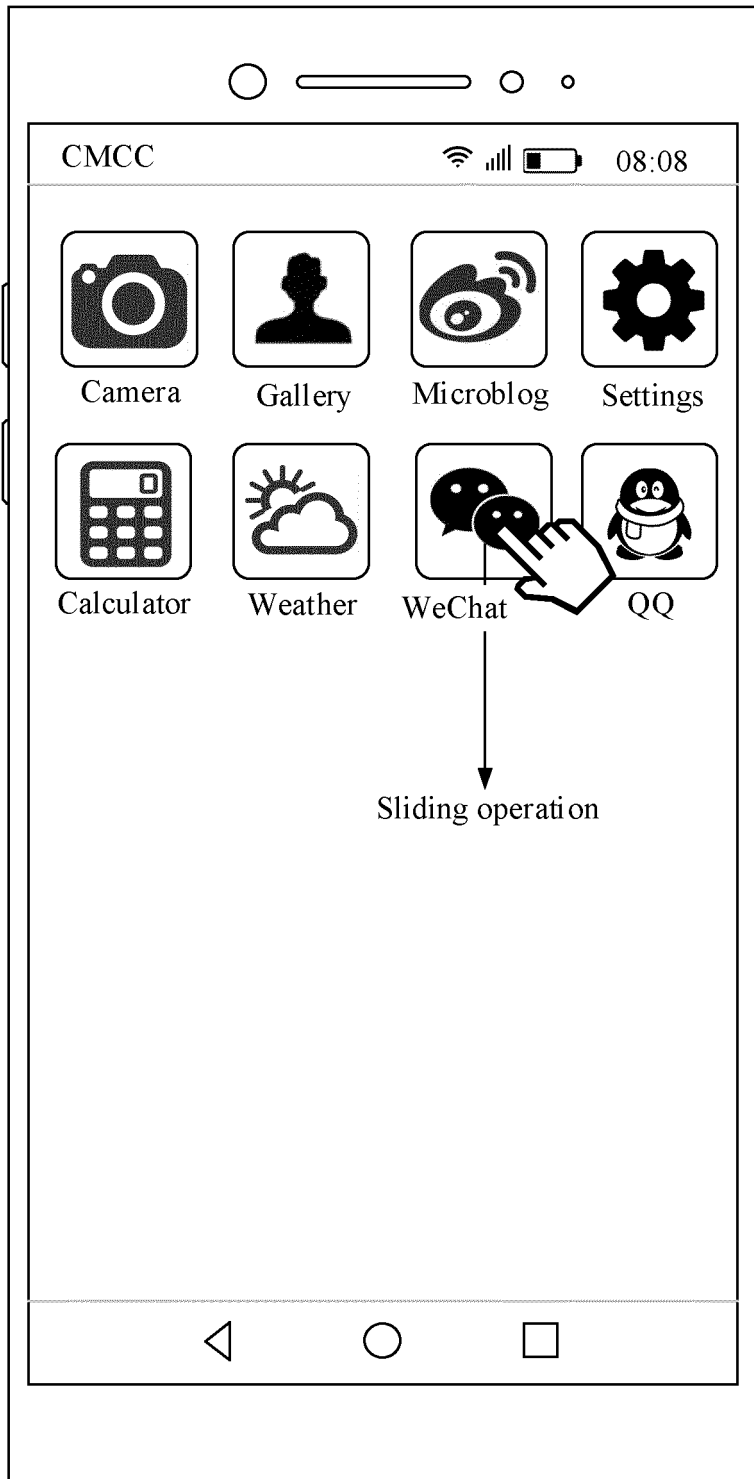 CMCC 08:08
Camera Gallery Microblog Settings
Calculator Weather WeChat QQ
Sliding operation